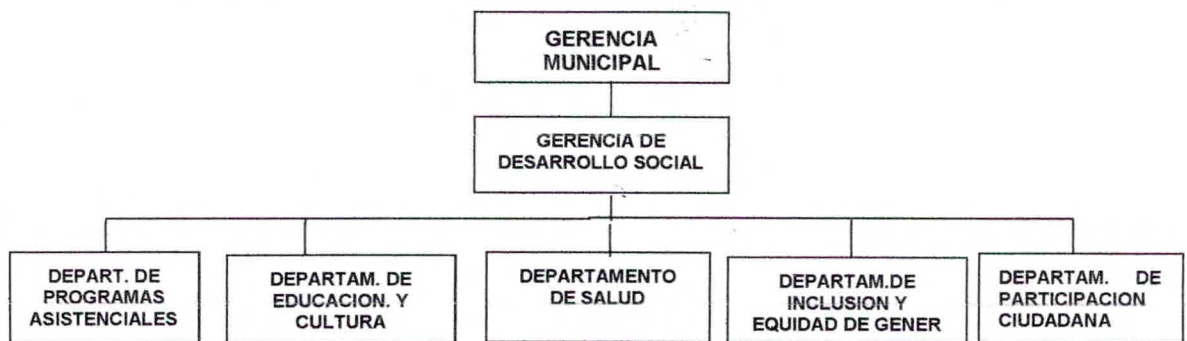 GERENCIA
MUNICIPAL
GERENCIA DE
DESARROLLO SOCIAL
DEPART. DE
PROGRAMAS
ASISTENCIALES
DEPARTAM. DE
EDUCACION. Y
CULTURA
DEPARTAMENTO
DE SALUD
DEPARTAM.DE
INCLUSION Y
EQUIDAD DE GENER
DEPARTAM. DE
PARTICIPACION
CIUDADANA